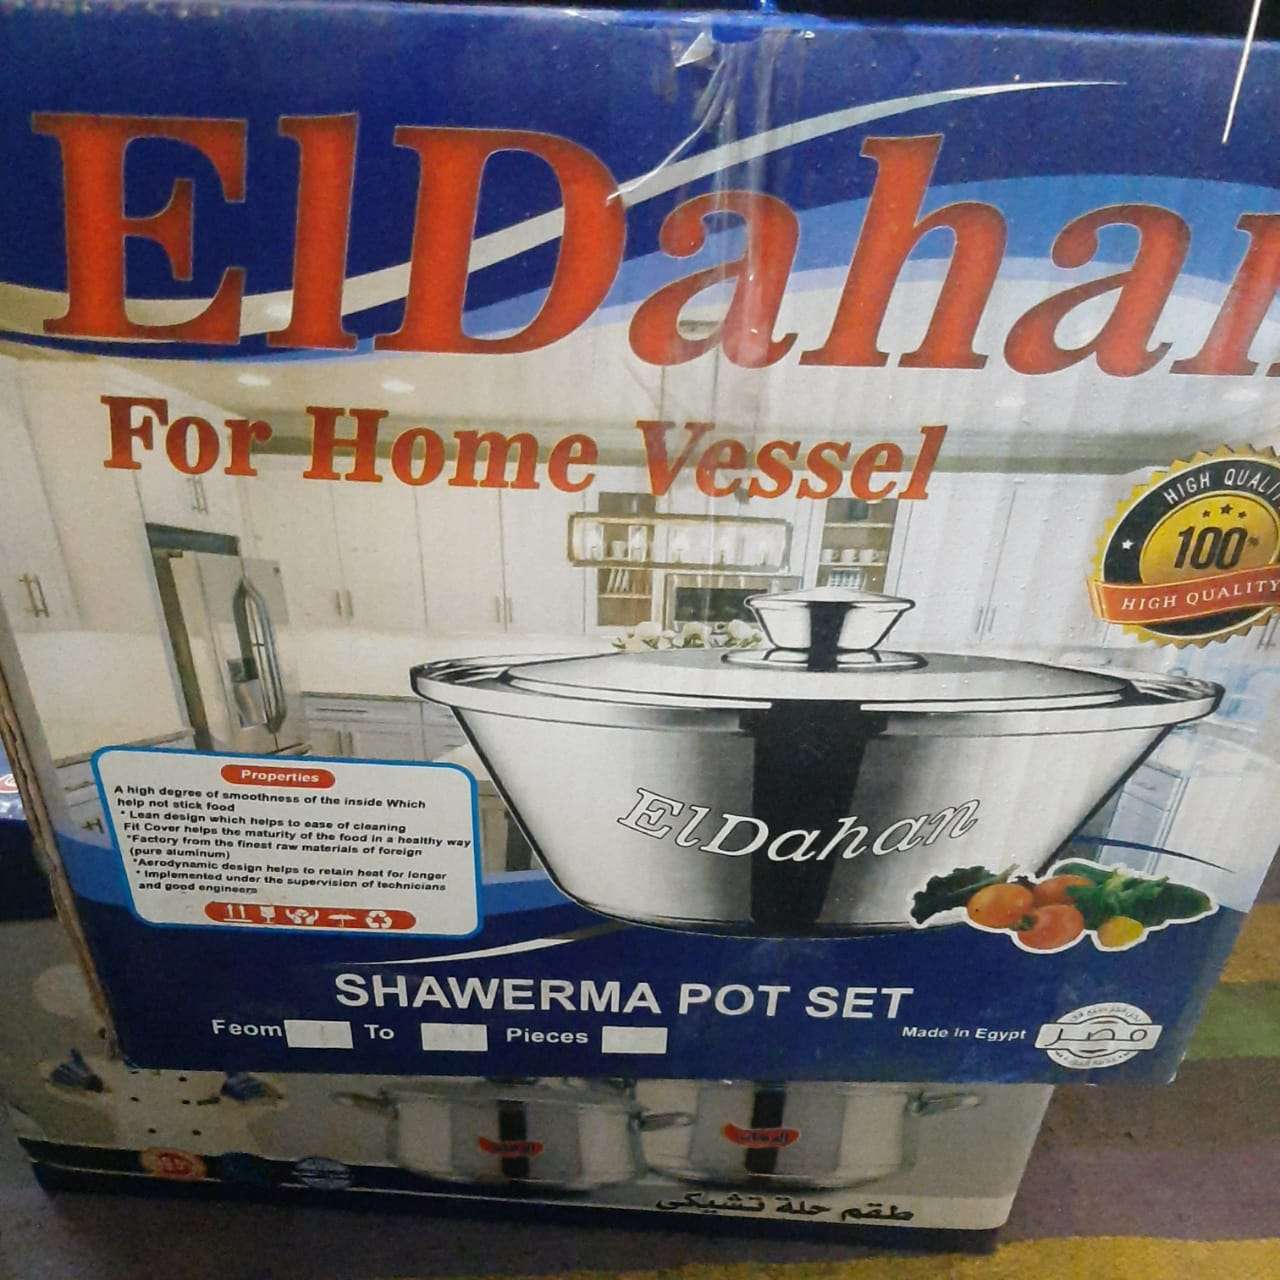 ElDahan
For Home Vessel
HIGH QUALI
100%
HIGH QUALITY
Properties
A high degree of smoothness of the inside Which
help not stick food
* Lean design which helps to ease of cleaning
Fit Cover helps the maturity of the food in a healthy way
*Factory from the finest raw materials of foreign
(pure aluminum)
*Aerodynamic design helps to retain heat for longer
* Implemented under the supervision of technicians
and good engineers
ElDahan
SHAWERMA POT SET
Feom To Pieces
Made In Egypt
مصر
الدهان
الدهان
طقم حلة تشيكى